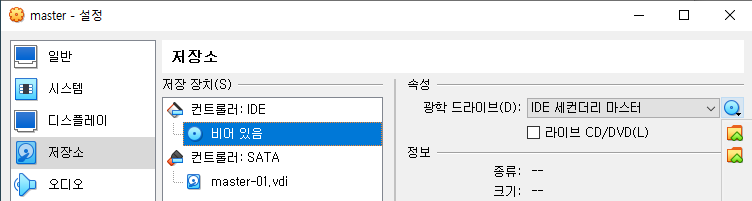 master - 설정
일반
시스템
디스플레이
저장소
오디오
저장소
저장 장치(S)
컨트롤러: IDE
비어 있음
컨트롤러: SATA
master-01.vdi
속성
광학 드라이브(D): IDE 세컨더리 마스터
라이브 CD/DVD(L)
정보
종류: --
크기: --